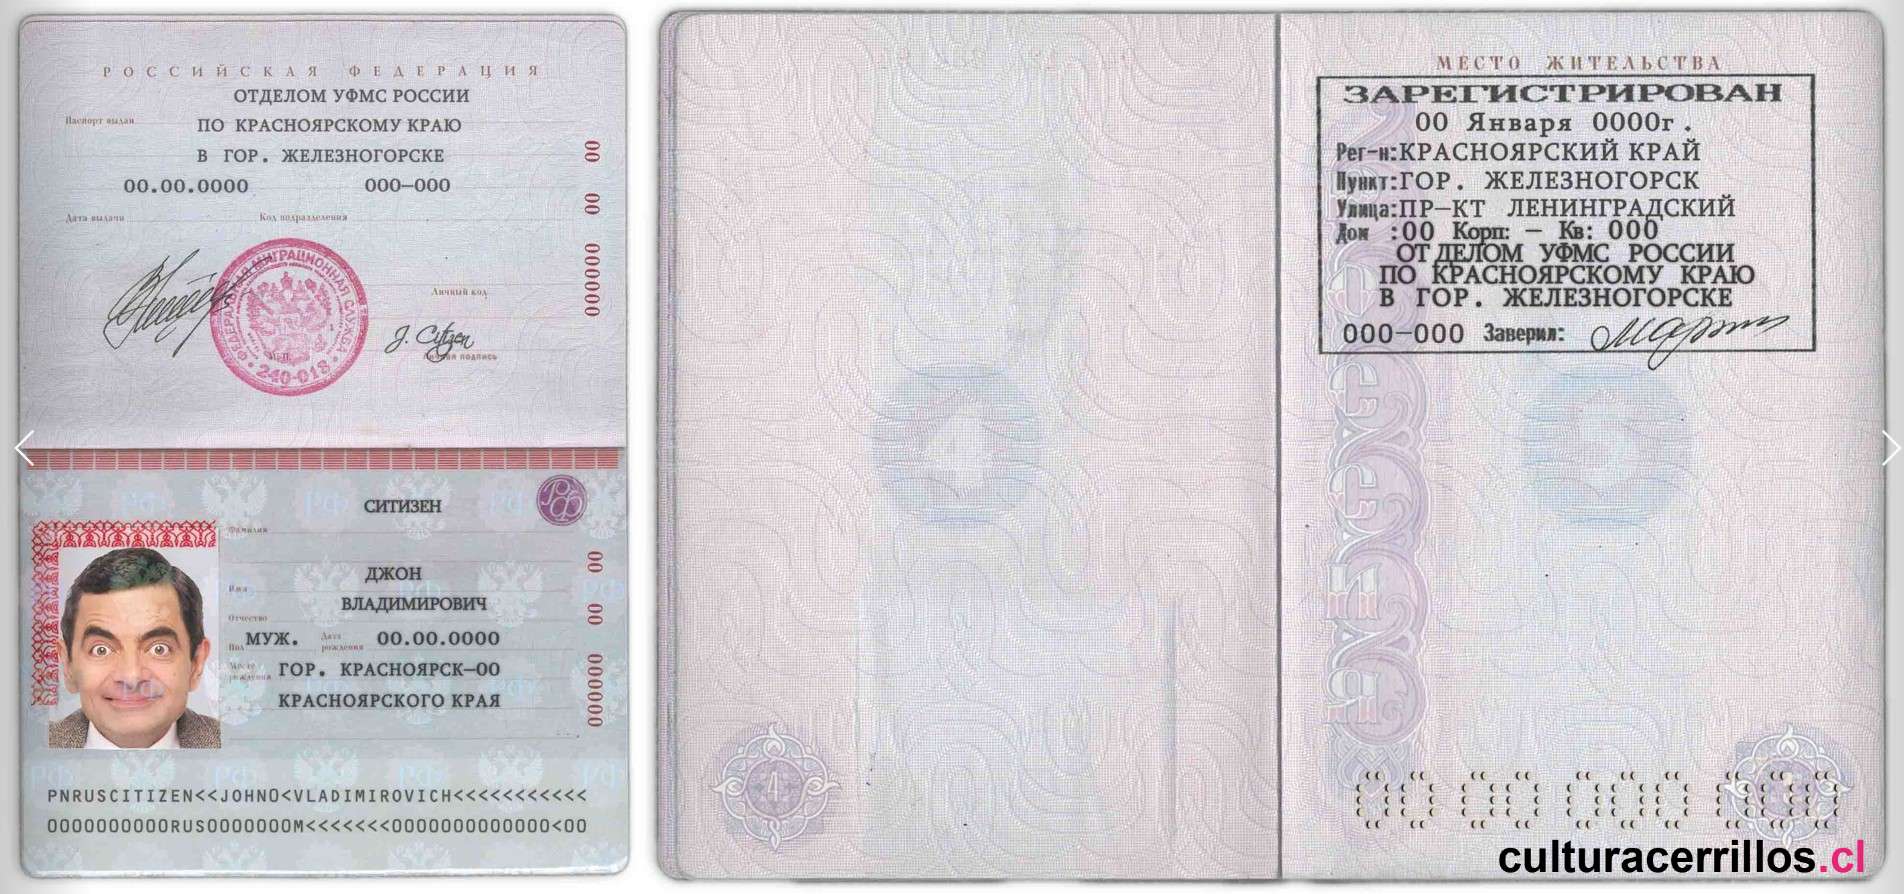 РОССИЙСКАЯ ФЕДЕРАЦИЯ
ОТДЕЛОМ УФМС РОССИИ
Паспорт выдан
ПО КРАСНОЯРСКОМУ КРАЮ
В ГОР. ЖЕЛЕЗНОГОРСКЕ
00.00.0000 000-000
Дата выдачи Код подразделения
00 00 000000
Личный код
ФЕДЕРАЛЬНАЯ МИГРАЦИОННАЯ СЛУЖБА
М.П.
240-018
J. Citizen
Личная подпись
СИТИЗЕН
РФ
Фамилия
ДЖОН
Имя
ВЛАДИМИРОВИЧ
Отчество
Пол МУЖ. Дата рождения 00.00.0000
Место рождения ГОР. КРАСНОЯРСК-00
КРАСНОЯРСКОГО КРАЯ
00 00 000000
PNRUSCITIZEN<<JOHNO<VLADIMIROVICH<<<<<<<<<<<
0000000000RUS0000000M<<<<<<<0000000000000<00
4
4
МЕСТО ЖИТЕЛЬСТВА
ЗАРЕГИСТРИРОВАН
00 Января 0000г.
Рег-н:КРАСНОЯРСКИЙ КРАЙ
Пункт:ГОР. ЖЕЛЕЗНОГОРСК
Улица:ПР-КТ ЛЕНИНГРАДСКИЙ
Дом :00 Корп: - Кв: 000
ОТДЕЛОМ УФМС РОССИИ
ПО КРАСНОЯРСКОМУ КРАЮ
В ГОР. ЖЕЛЕЗНОГОРСКЕ
000-000 Заверил:
00 00 000 000
culturacerrillos.cl